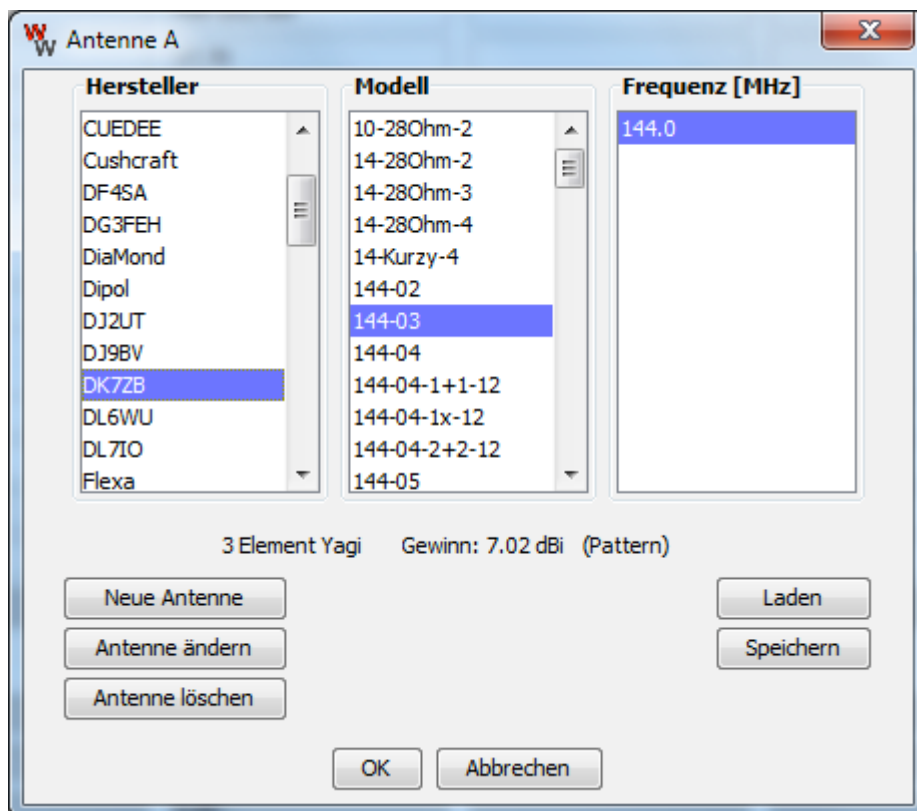 Antenne A
Hersteller
CUEDEE
Cushcraft
DF4SA
DG3FEH
DiaMond
Dipol
DJ2UT
DJ9BV
DK7ZB
DL6WU
DL7IO
Flexa
Modell
10-28Ohm-2
14-28Ohm-2
14-28Ohm-3
14-28Ohm-4
14-Kurzy-4
144-02
144-03
144-04
144-04-1+1-12
144-04-1x-12
144-04-2+2-12
144-05
Frequenz [MHz]
144.0
3 Element Yagi Gewinn: 7.02 dBi (Pattern)
Neue Antenne
Laden
Antenne ändern
Speichern
Antenne löschen
OK
Abbrechen